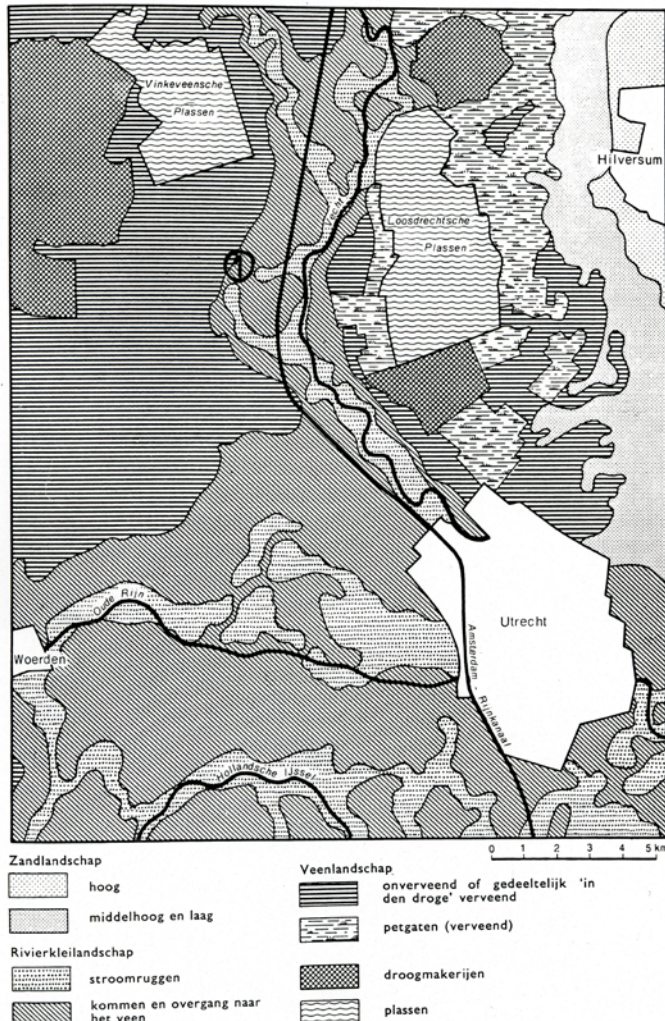 Vinkeveensche
Plassen
Hilversum
Vecht
Loosdrechtsche
Plassen
Oude Rijn
Woerden
Utrecht
Amsterdam
Rijnkanaal
Hollandsche IJssel
0 1 2 3 4 5 km
Zandlandschap
hoog
middelhoog en laag
Rivierkleilandschap
stroomruggen
kommen en overgang naar
het veen
Veenlandschap
onverveend of gedeeltelijk 'in
den droge' verveend
petgaten (verveend)
droogmakerijen
plassen